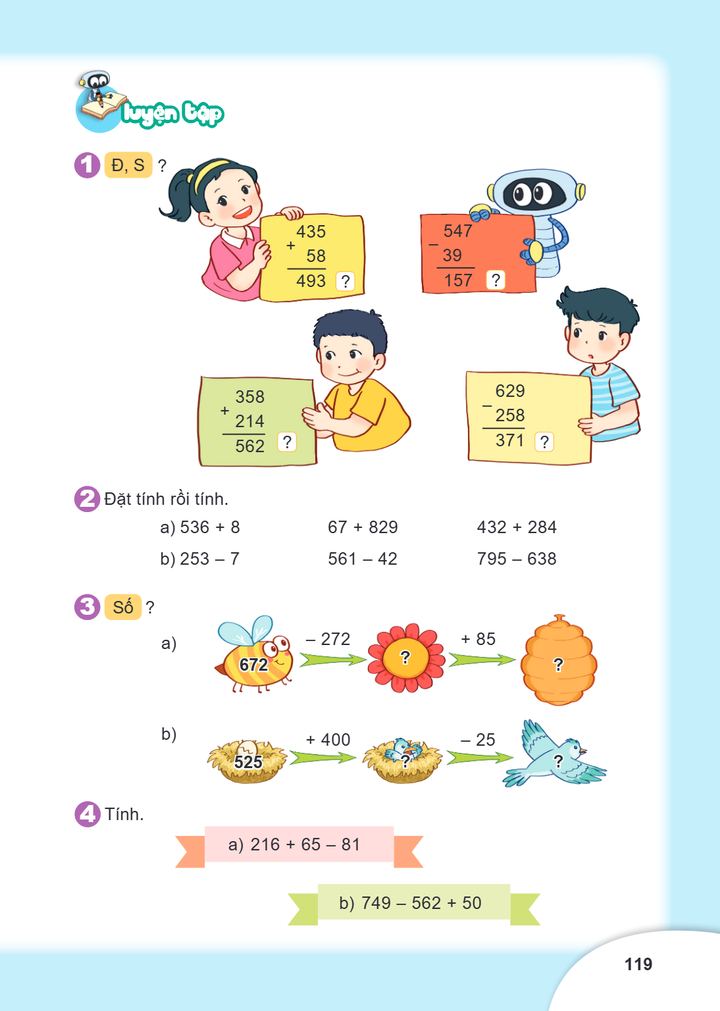 Luyện tập
1 Đ, S ?
435
+
58
493 ?
547
–
39
157 ?
358
+
214
562 ?
629
–
258
371 ?
2 Đặt tính rồi tính.
a) 536 + 8 67 + 829 432 + 284
b) 253 – 7 561 – 42 795 – 638
3 Số ?
a) 672 – 272 ? + 85 ?
b) 525 + 400 ? – 25 ?
4 Tính.
a) 216 + 65 – 81
b) 749 – 562 + 50
119